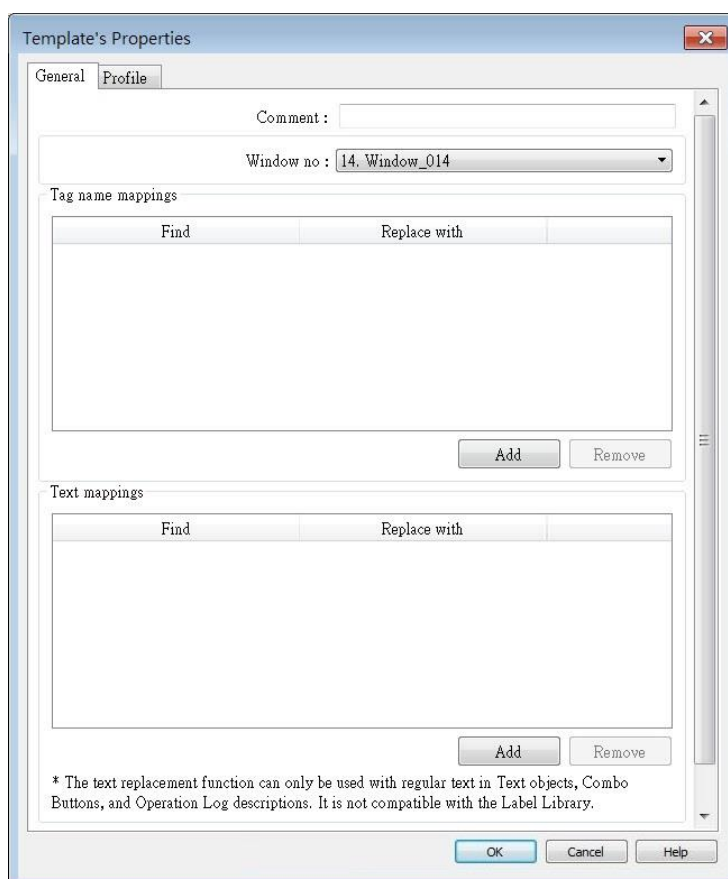 Template's Properties
General Profile
Comment :
Window no : 14. Window_014
Tag name mappings
Find Replace with
Add Remove
Text mappings
Find Replace with
Add Remove
* The text replacement function can only be used with regular text in Text objects, Combo
Buttons, and Operation Log descriptions. It is not compatible with the Label Library.
OK Cancel Help